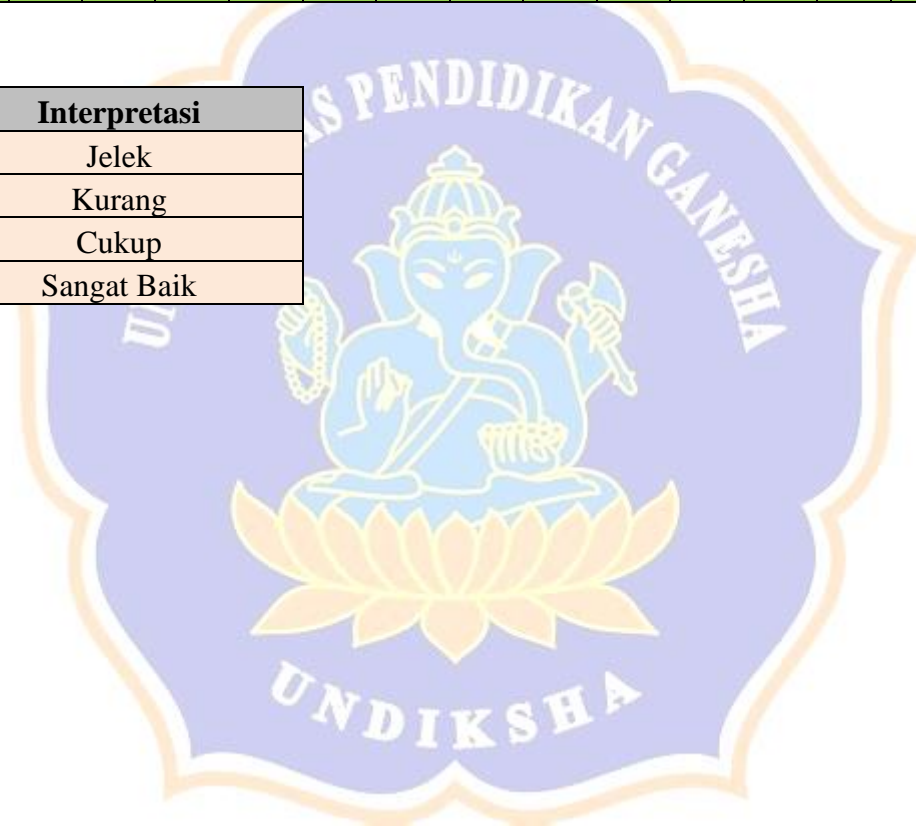 Interpretasi
Jelek
Kurang
Cukup
Sangat Baik
PENDIDIKAN GANESHA
UNDIKSHA